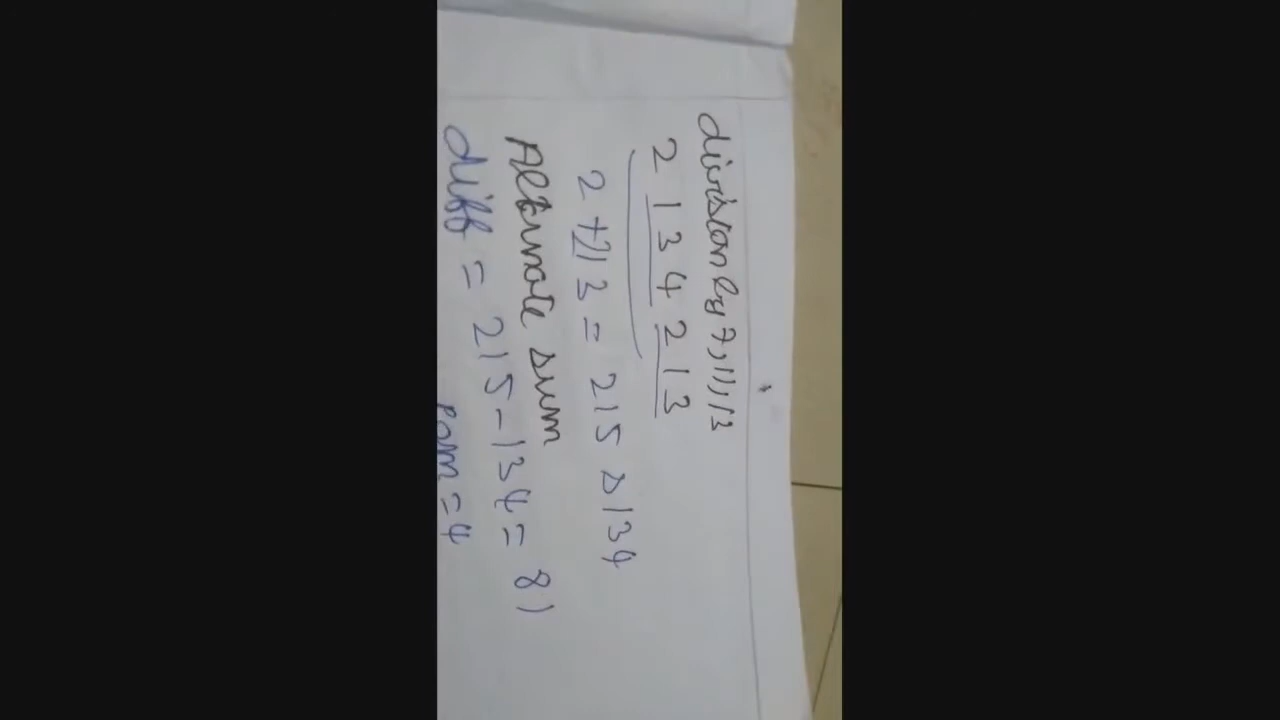 division by 7, 11, 13
2 134 213
2 + 213 = 215 & 134
Alternate sum
diff = 215 - 134 = 81
rem = 4